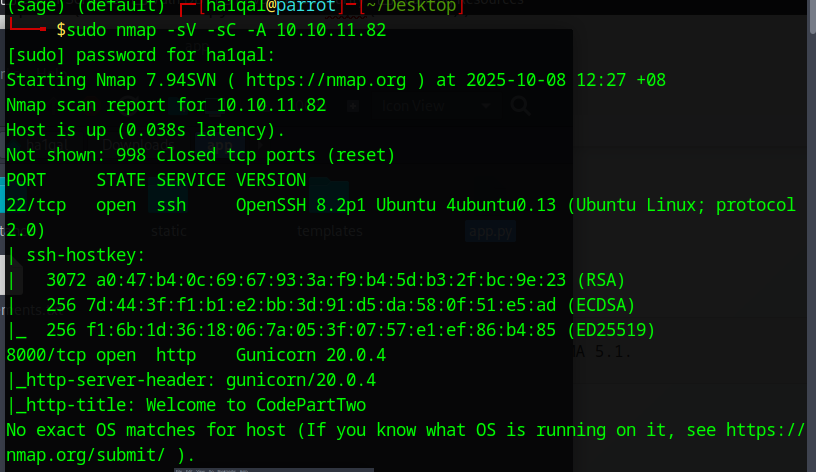 (sage) (default) ┌─[ha1qal@parrot]─[~/Desktop]
└──╼ $sudo nmap -sV -sC -A 10.10.11.82
[sudo] password for ha1qal:
Starting Nmap 7.94SVN ( https://nmap.org ) at 2025-10-08 12:27 +08
Nmap scan report for 10.10.11.82
Host is up (0.038s latency).
Icon View
Not shown: 998 closed tcp ports (reset)
PORT     STATE SERVICE VERSION
22/tcp   open  ssh     OpenSSH 8.2p1 Ubuntu 4ubuntu0.13 (Ubuntu Linux; protocol
2.0)
static templates app.py
| ssh-hostkey:
|   3072 a0:47:b4:0c:69:67:93:3a:f9:b4:5d:b3:2f:bc:9e:23 (RSA)
|   256 7d:44:3f:f1:b1:e2:bb:3d:91:d5:da:58:0f:51:e5:ad (ECDSA)
|_  256 f1:6b:1d:36:18:06:7a:05:3f:07:57:e1:ef:86:b4:85 (ED25519)
8000/tcp open  http    Gunicorn 20.0.4
5.1.
|_http-server-header: gunicorn/20.0.4
|_http-title: Welcome to CodePartTwo
No exact OS matches for host (If you know what OS is running on it, see https://
nmap.org/submit/ ).